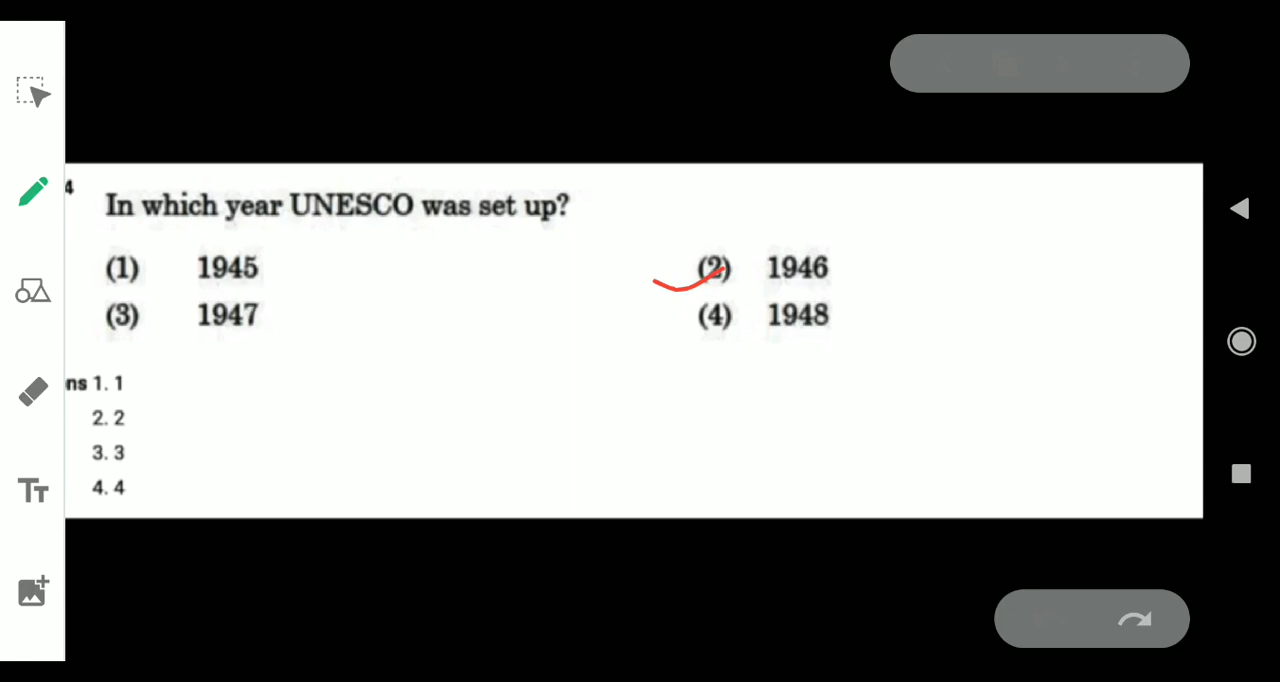 4
In which year UNESCO was set up?
(1) 1945 (2) 1946
(3) 1947 (4) 1948
ns 1. 1
2. 2
3. 3
4. 4
TT